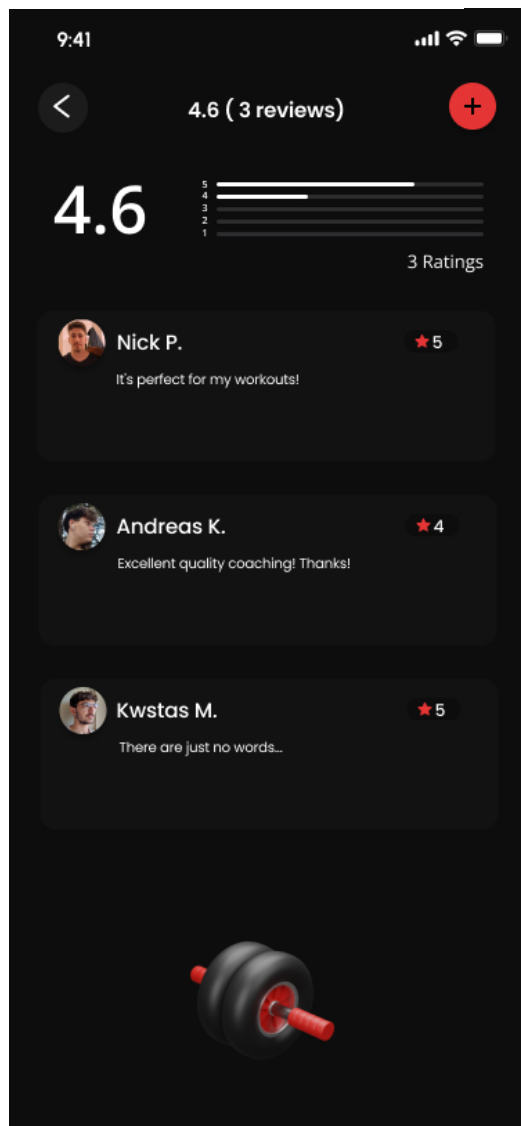 9:41
4.6 ( 3 reviews)
4.6
5
4
3
2
1
3 Ratings
Nick P.
5
It's perfect for my workouts!
Andreas K.
4
Excellent quality coaching! Thanks!
Kwstas M.
5
There are just no words...